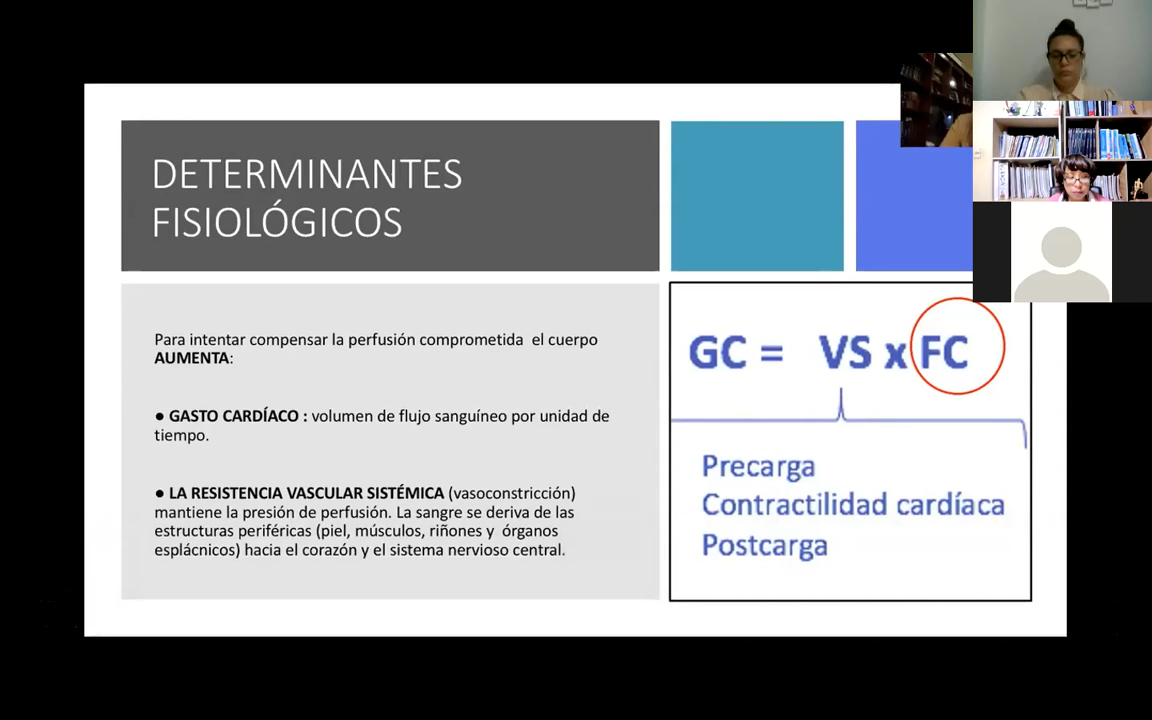 DETERMINANTES
FISIOLÓGICOS
Para intentar compensar la perfusión comprometida el cuerpo
AUMENTA:
● GASTO CARDÍACO : volumen de flujo sanguíneo por unidad de
tiempo.
● LA RESISTENCIA VASCULAR SISTÉMICA (vasoconstricción)
mantiene la presión de perfusión. La sangre se deriva de las
estructuras periféricas (piel, músculos, riñones y órganos
esplácnicos) hacia el corazón y el sistema nervioso central.
GC = VS x FC
Precarga
Contractilidad cardíaca
Postcarga